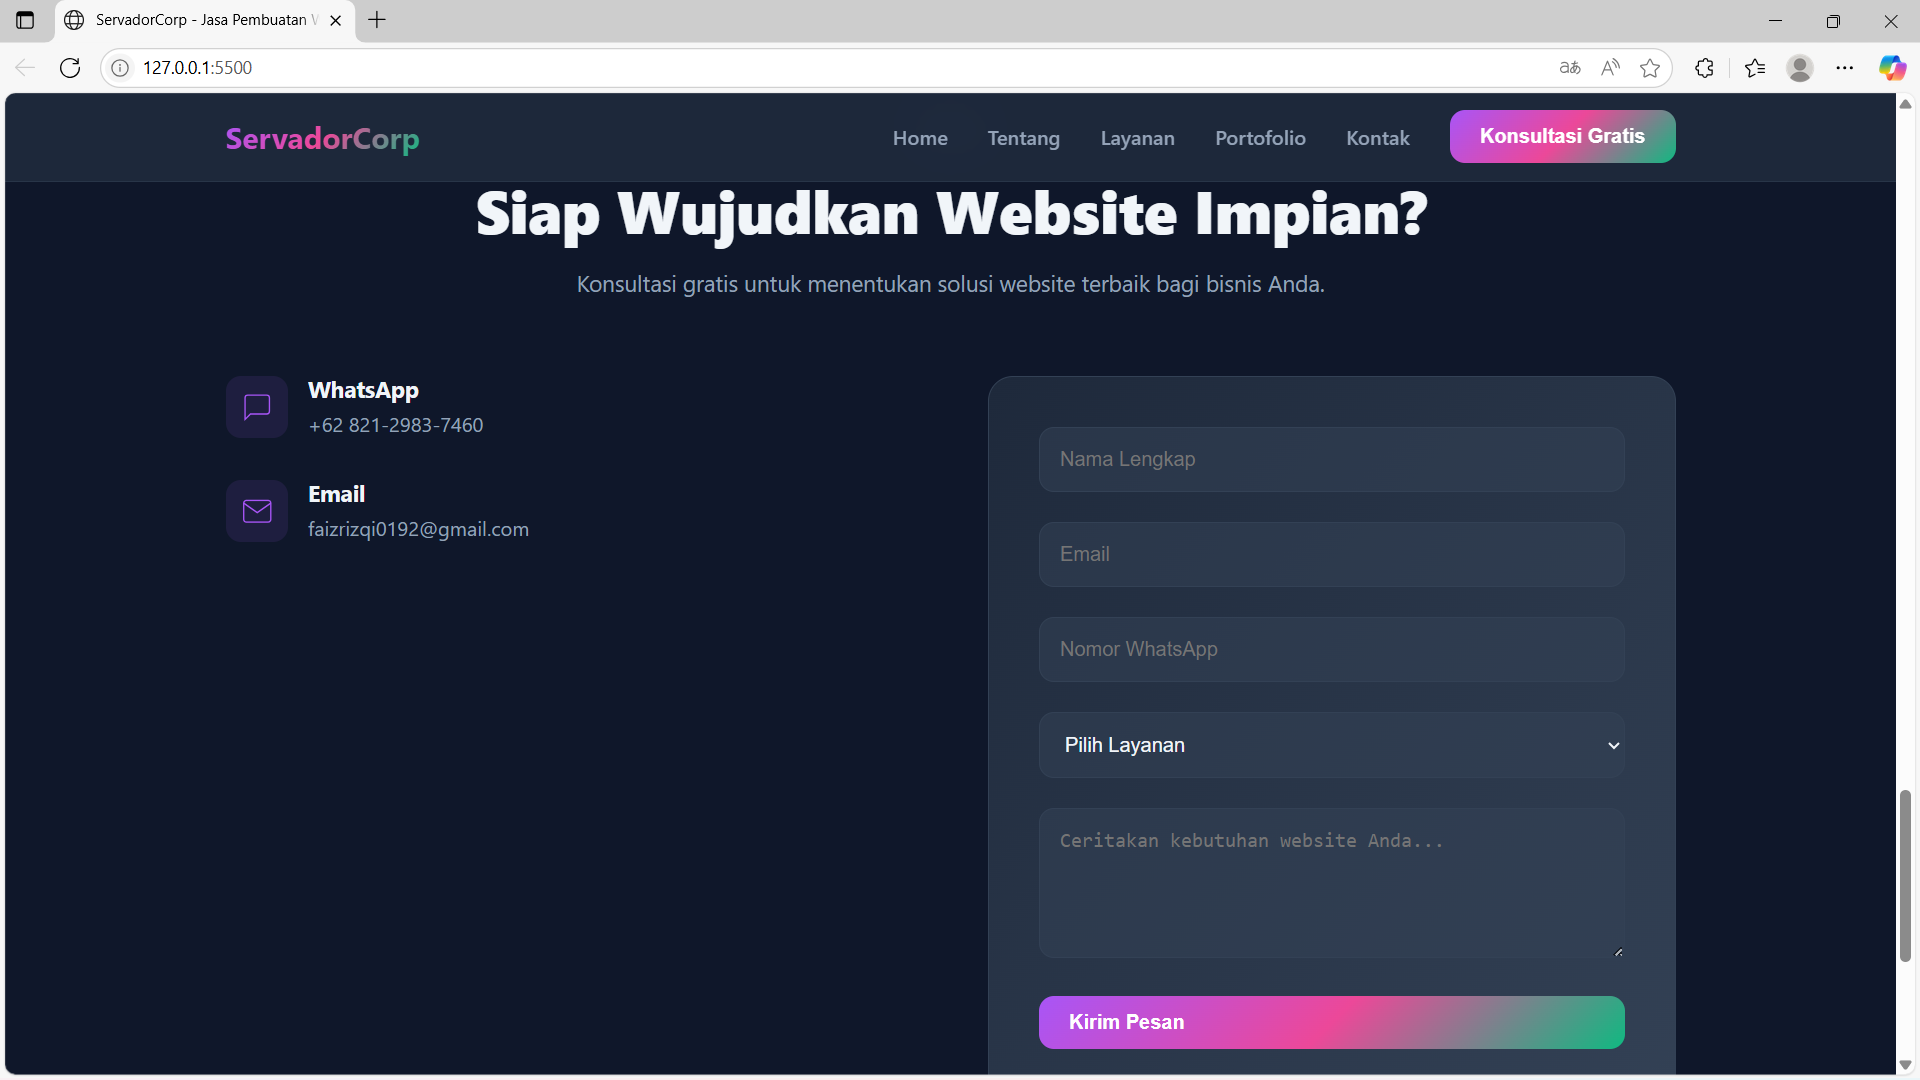 ServadorCorp - Jasa Pembuatan
127.0.0.1:5500
ServadorCorp
Home
Tentang
Layanan
Portofolio
Kontak
Konsultasi Gratis
Siap Wujudkan Website Impian?
Konsultasi gratis untuk menentukan solusi website terbaik bagi bisnis Anda.
WhatsApp
+62 821-2983-7460
Email
faizrizqi0192@gmail.com
Nama Lengkap
Email
Nomor WhatsApp
Pilih Layanan
Ceritakan kebutuhan website Anda...
Kirim Pesan